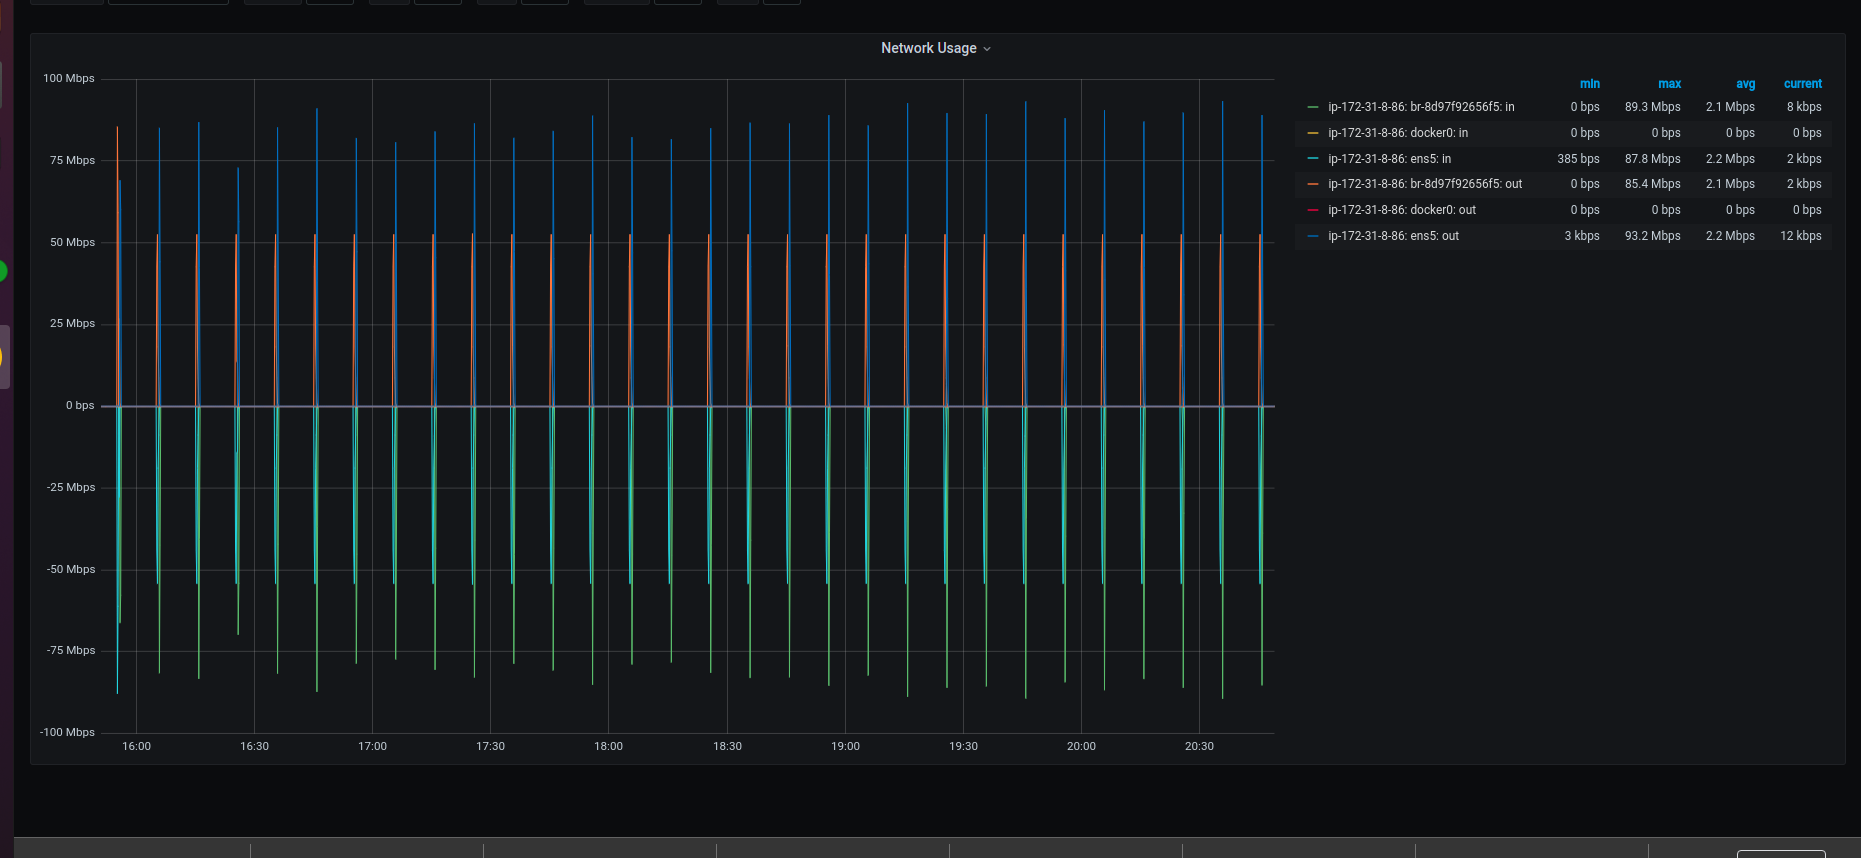 Network Usage
100 Mbps
75 Mbps
50 Mbps
25 Mbps
0 bps
-25 Mbps
-50 Mbps
-75 Mbps
-100 Mbps
16:00 16:30 17:00 17:30 18:00 18:30 19:00 19:30 20:00 20:30
min max avg current
ip-172-31-8-86: br-8d97f92656f5: in 0 bps 89.3 Mbps 2.1 Mbps 8 kbps
ip-172-31-8-86: docker0: in 0 bps 0 bps 0 bps 0 bps
ip-172-31-8-86: ens5: in 385 bps 87.8 Mbps 2.2 Mbps 2 kbps
ip-172-31-8-86: br-8d97f92656f5: out 0 bps 85.4 Mbps 2.1 Mbps 2 kbps
ip-172-31-8-86: docker0: out 0 bps 0 bps 0 bps 0 bps
ip-172-31-8-86: ens5: out 3 kbps 93.2 Mbps 2.2 Mbps 12 kbps